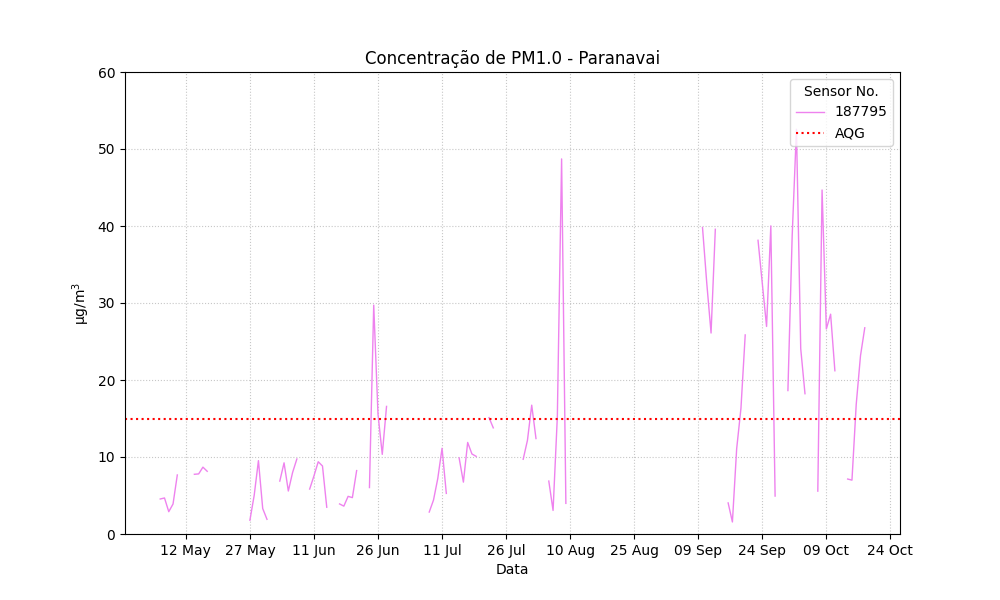 Concentração de PM1.0 - Paranavai
Sensor No.
187795
AQG
60
50
40
30
20
10
0
µg/m³
12 May 27 May 11 Jun 26 Jun 11 Jul 26 Jul 10 Aug 25 Aug 09 Sep 24 Sep 09 Oct 24 Oct
Data